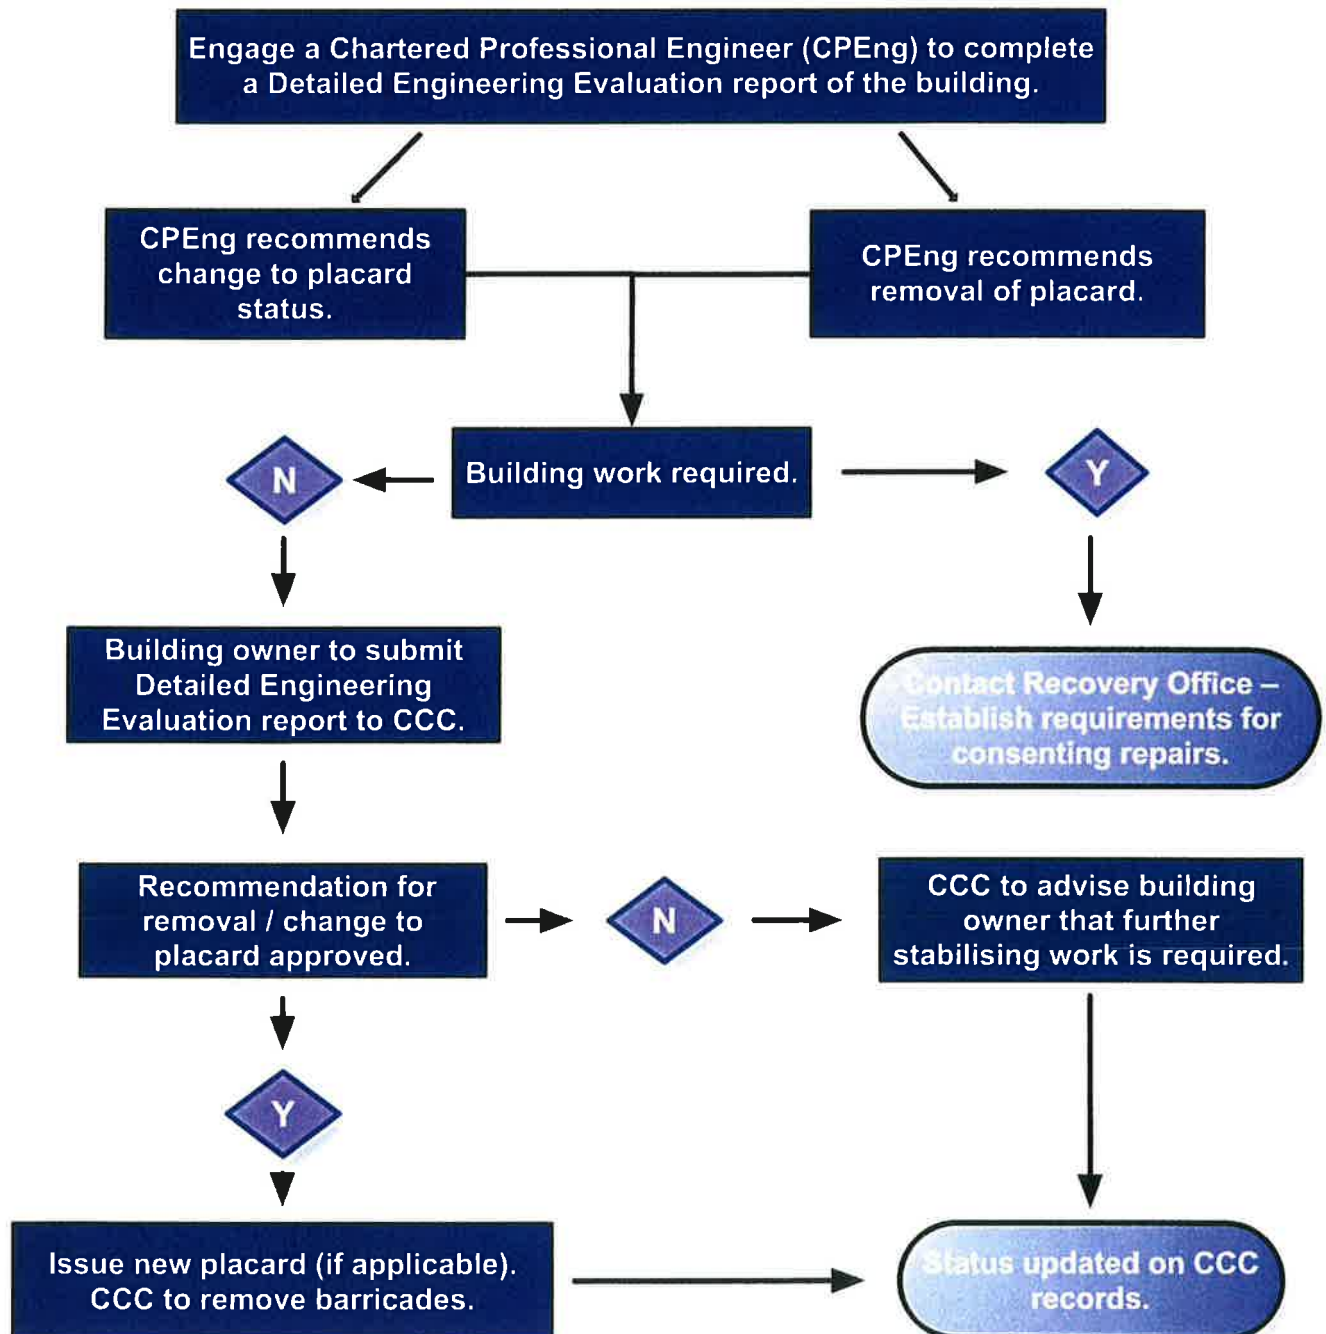 Engage a Chartered Professional Engineer (CPEng) to complete
a Detailed Engineering Evaluation report of the building.
CPEng recommends
change to placard
status.
CPEng recommends
removal of placard.
N
Building work required.
Y
Building owner to submit
Detailed Engineering
Evaluation report to CCC.
Contact Recovery Office –
Establish requirements for
consenting repairs.
Recommendation for
removal / change to
placard approved.
N
CCC to advise building
owner that further
stabilising work is required.
Y
Issue new placard (if applicable).
CCC to remove barricades.
Status updated on CCC
records.